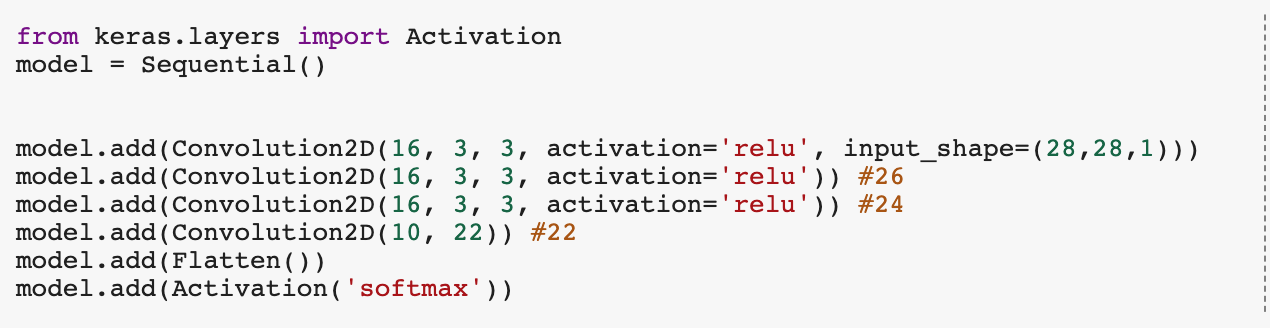 from keras.layers import Activation
model = Sequential()
model.add(Convolution2D(16, 3, 3, activation='relu', input_shape=(28,28,1)))
model.add(Convolution2D(16, 3, 3, activation='relu')) #26
model.add(Convolution2D(16, 3, 3, activation='relu')) #24
model.add(Convolution2D(10, 22)) #22
model.add(Flatten())
model.add(Activation('softmax'))